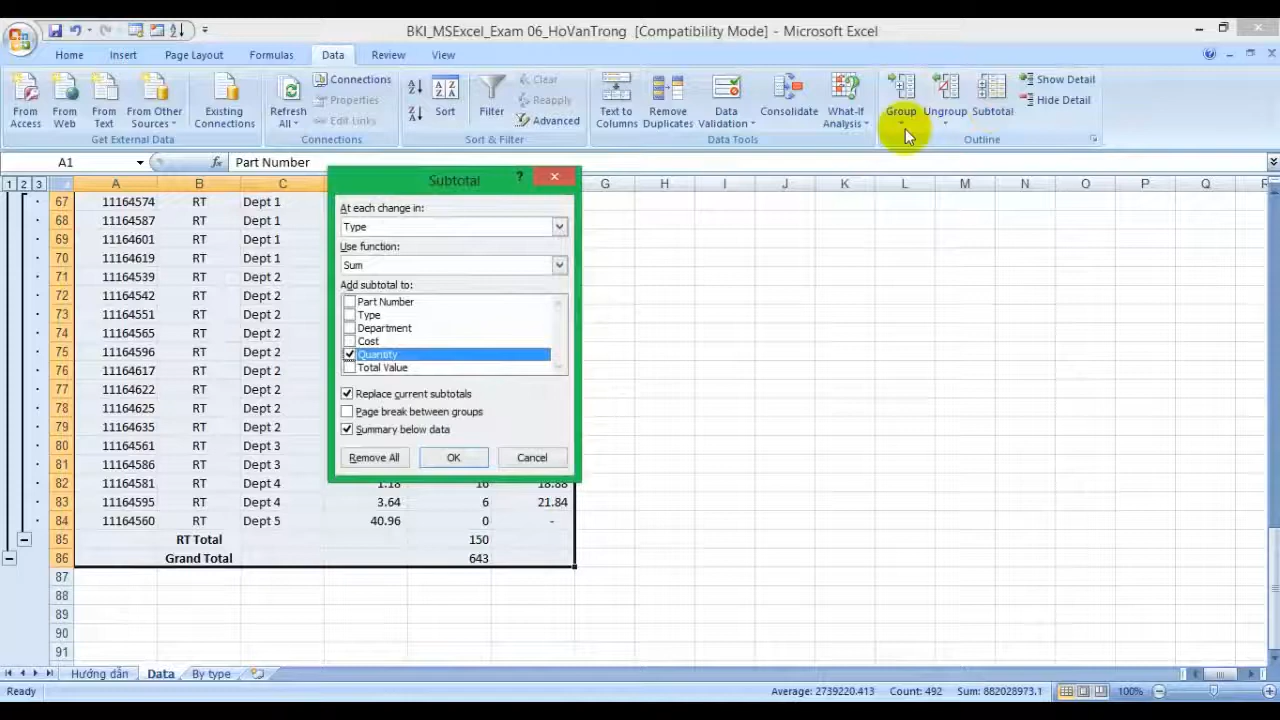 BKI_MSExcel_Exam 06_HoVanTrong [Compatibility Mode] - Microsoft Excel
Home Insert Page Layout Formulas Data Review View
From Access
From Web
From Text
From Other Sources
Existing Connections
Get External Data
Refresh All
Connections
Properties
Edit Links
Connections
Sort
Filter
Clear
Reapply
Advanced
Sort & Filter
Text to Columns
Remove Duplicates
Data Validation
Consolidate
What-If Analysis
Data Tools
Group
Ungroup
Subtotal
Show Detail
Hide Detail
Outline
A1 fx Part Number
1 2 3 A B C G H I J K L M N O P Q R
67 11164574 RT Dept 1
68 11164587 RT Dept 1
69 11164601 RT Dept 1
70 11164619 RT Dept 1
71 11164539 RT Dept 2
72 11164542 RT Dept 2
73 11164551 RT Dept 2
74 11164565 RT Dept 2
75 11164596 RT Dept 2
76 11164617 RT Dept 2
77 11164622 RT Dept 2
78 11164625 RT Dept 2
79 11164635 RT Dept 2
80 11164561 RT Dept 3
81 11164586 RT Dept 3
82 11164581 RT Dept 4 1.18 16 18.88
83 11164595 RT Dept 4 3.64 6 21.84
84 11164560 RT Dept 5 40.96 0 -
85 RT Total 150
86 Grand Total 643
87
88
89
90
91
Subtotal ?
At each change in:
Type
Use function:
Sum
Add subtotal to:
Part Number
Type
Department
Cost
Quantity
Total Value
Replace current subtotals
Page break between groups
Summary below data
Remove All OK Cancel
Hướng dẫn Data By type
Ready Average: 2739220.413 Count: 492 Sum: 882028973.1 100%